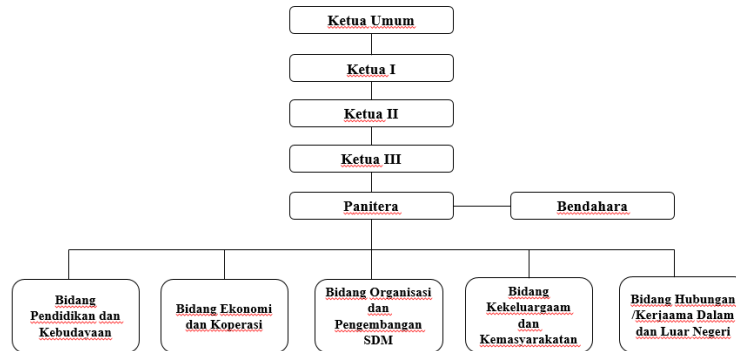 Ketua Umum
Ketua I
Ketua II
Ketua III
Panitera
Bendahara
Bidang
Pendidikan dan
Kebudayaan
Bidang Ekonomi
dan Koperasi
Bidang Organisasi
dan
Pengembangan
SDM
Bidang
Kekeluargaam
dan
Kemasyarakatan
Bidang Hubungan
/Kerjaama Dalam
dan Luar Negeri